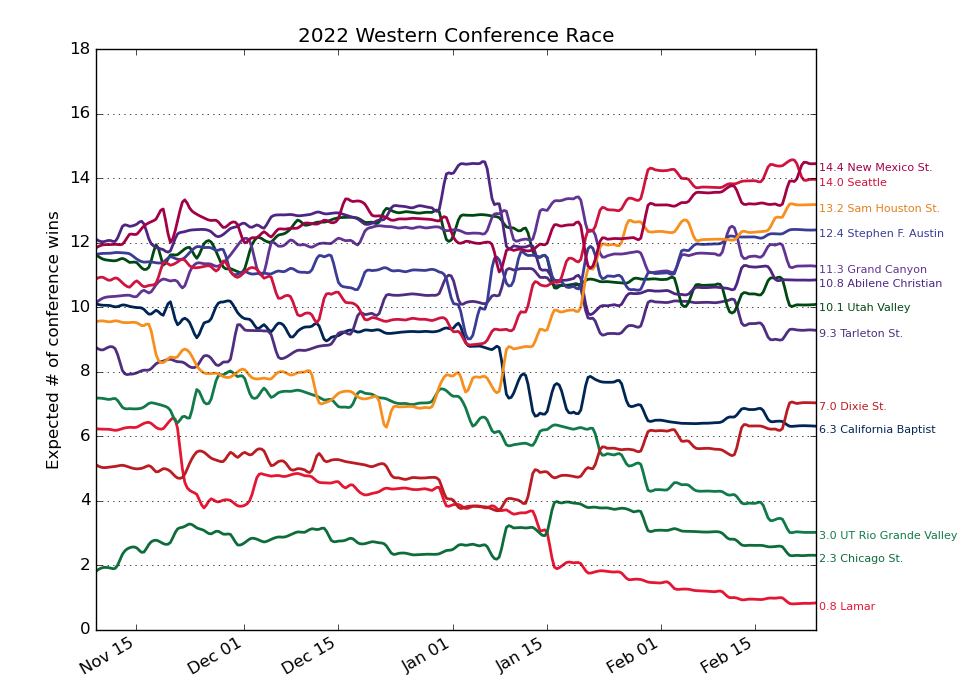 2022 Western Conference Race
Expected # of conference wins
18
16
14
12
10
8
6
4
2
0
Nov 15
Dec 01
Dec 15
Jan 01
Jan 15
Feb 01
Feb 15
14.4 New Mexico St.
14.0 Seattle
13.2 Sam Houston St.
12.4 Stephen F. Austin
11.3 Grand Canyon
10.8 Abilene Christian
10.1 Utah Valley
9.3 Tarleton St.
7.0 Dixie St.
6.3 California Baptist
3.0 UT Rio Grande Valley
2.3 Chicago St.
0.8 Lamar